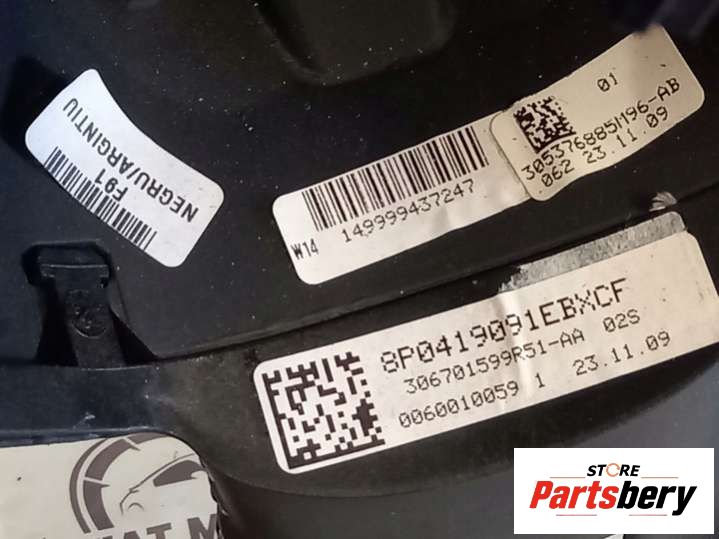 NEGRU/ARGINTIU
F91
W14 149999437247
01
305376885M96-AB
062 23.11.09
8P0419091EBXCF
306701599R51-AA 02S
0060010059 1 23.11.09
STORE
Partsbery